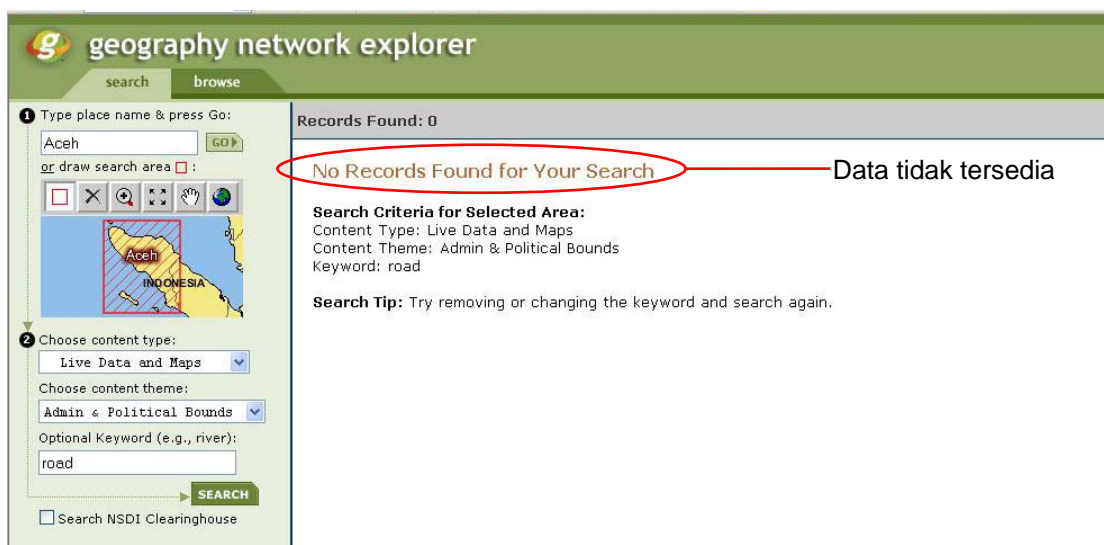 geography network explorer
search browse
1 Type place name & press Go:
Aceh GO
or draw search area :
Aceh
INDONESIA
2 Choose content type:
Live Data and Maps
Choose content theme:
Admin & Political Bounds
Optional Keyword (e.g., river):
road
SEARCH
Search NSDI Clearinghouse
Records Found: 0
No Records Found for Your Search
Data tidak tersedia
Search Criteria for Selected Area:
Content Type: Live Data and Maps
Content Theme: Admin & Political Bounds
Keyword: road
Search Tip: Try removing or changing the keyword and search again.